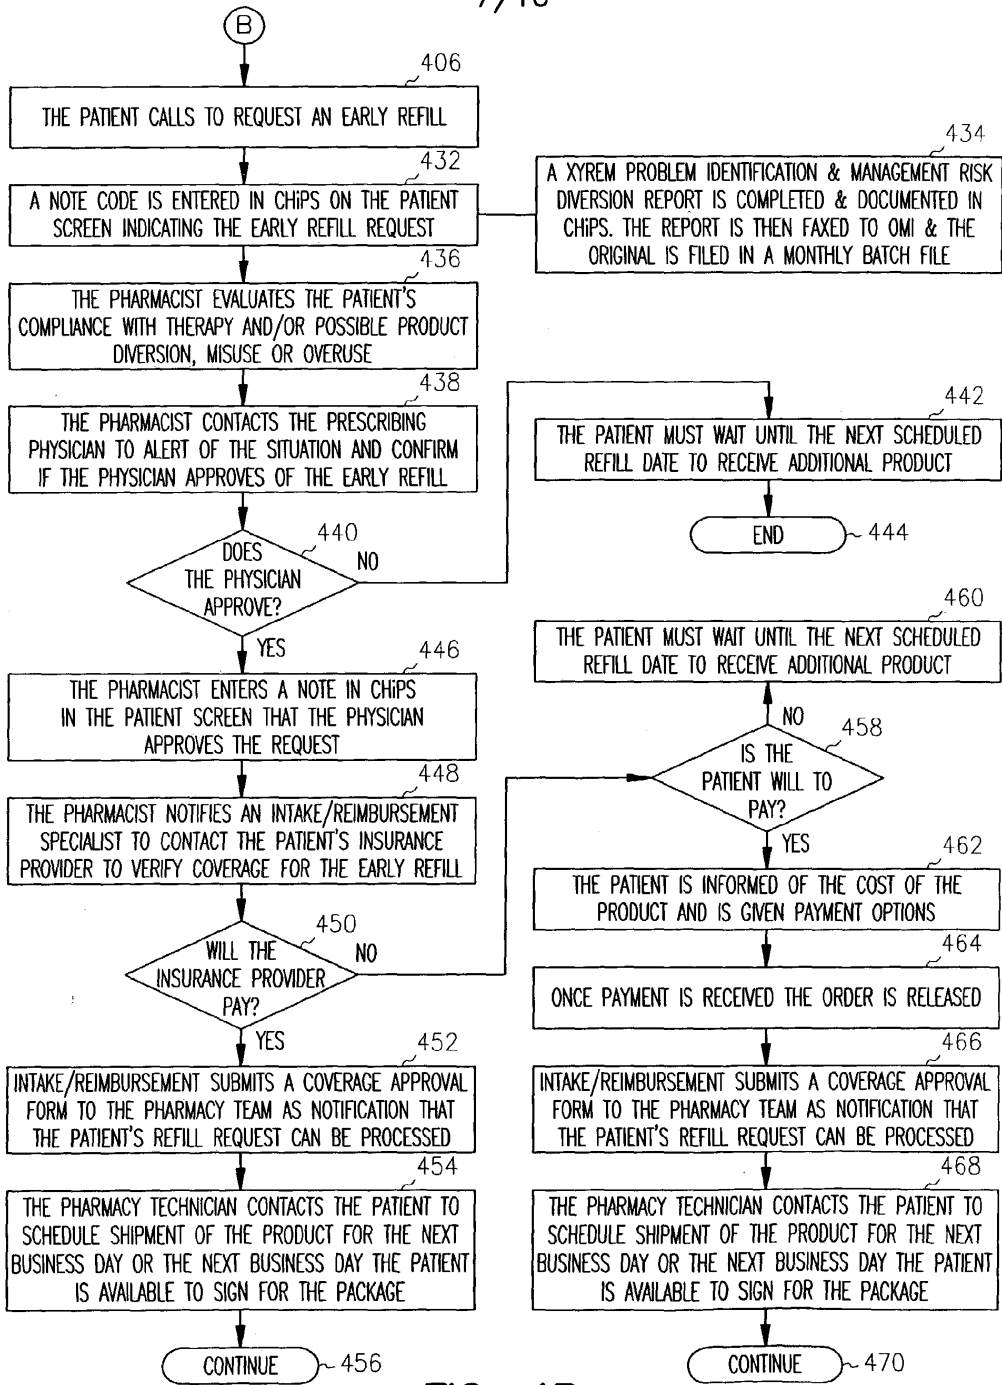 B
406
THE PATIENT CALLS TO REQUEST AN EARLY REFILL
432
A NOTE CODE IS ENTERED IN CHiPS ON THE PATIENT
SCREEN INDICATING THE EARLY REFILL REQUEST
434
A XYREM PROBLEM IDENTIFICATION & MANAGEMENT RISK
DIVERSION REPORT IS COMPLETED & DOCUMENTED IN
CHiPS. THE REPORT IS THEN FAXED TO OMI & THE
ORIGINAL IS FILED IN A MONTHLY BATCH FILE
436
THE PHARMACIST EVALUATES THE PATIENT'S
COMPLIANCE WITH THERAPY AND/OR POSSIBLE PRODUCT
DIVERSION, MISUSE OR OVERUSE
438
THE PHARMACIST CONTACTS THE PRESCRIBING
PHYSICIAN TO ALERT OF THE SITUATION AND CONFIRM
IF THE PHYSICIAN APPROVES OF THE EARLY REFILL
440
DOES
THE PHYSICIAN
APPROVE?
NO
YES
442
THE PATIENT MUST WAIT UNTIL THE NEXT SCHEDULED
REFILL DATE TO RECEIVE ADDITIONAL PRODUCT
END
444
446
THE PHARMACIST ENTERS A NOTE IN CHiPS
IN THE PATIENT SCREEN THAT THE PHYSICIAN
APPROVES THE REQUEST
448
THE PHARMACIST NOTIFIES AN INTAKE/REIMBURSEMENT
SPECIALIST TO CONTACT THE PATIENT'S INSURANCE
PROVIDER TO VERIFY COVERAGE FOR THE EARLY REFILL
450
WILL THE
INSURANCE PROVIDER
PAY?
NO
YES
452
INTAKE/REIMBURSEMENT SUBMITS A COVERAGE APPROVAL
FORM TO THE PHARMACY TEAM AS NOTIFICATION THAT
THE PATIENT'S REFILL REQUEST CAN BE PROCESSED
454
THE PHARMACY TECHNICIAN CONTACTS THE PATIENT TO
SCHEDULE SHIPMENT OF THE PRODUCT FOR THE NEXT
BUSINESS DAY OR THE NEXT BUSINESS DAY THE PATIENT
IS AVAILABLE TO SIGN FOR THE PACKAGE
CONTINUE
456
460
THE PATIENT MUST WAIT UNTIL THE NEXT SCHEDULED
REFILL DATE TO RECEIVE ADDITIONAL PRODUCT
NO
458
IS THE
PATIENT WILL TO
PAY?
YES
462
THE PATIENT IS INFORMED OF THE COST OF THE
PRODUCT AND IS GIVEN PAYMENT OPTIONS
464
ONCE PAYMENT IS RECEIVED THE ORDER IS RELEASED
466
INTAKE/REIMBURSEMENT SUBMITS A COVERAGE APPROVAL
FORM TO THE PHARMACY TEAM AS NOTIFICATION THAT
THE PATIENT'S REFILL REQUEST CAN BE PROCESSED
468
THE PHARMACY TECHNICIAN CONTACTS THE PATIENT TO
SCHEDULE SHIPMENT OF THE PRODUCT FOR THE NEXT
BUSINESS DAY OR THE NEXT BUSINESS DAY THE PATIENT
IS AVAILABLE TO SIGN FOR THE PACKAGE
CONTINUE
470